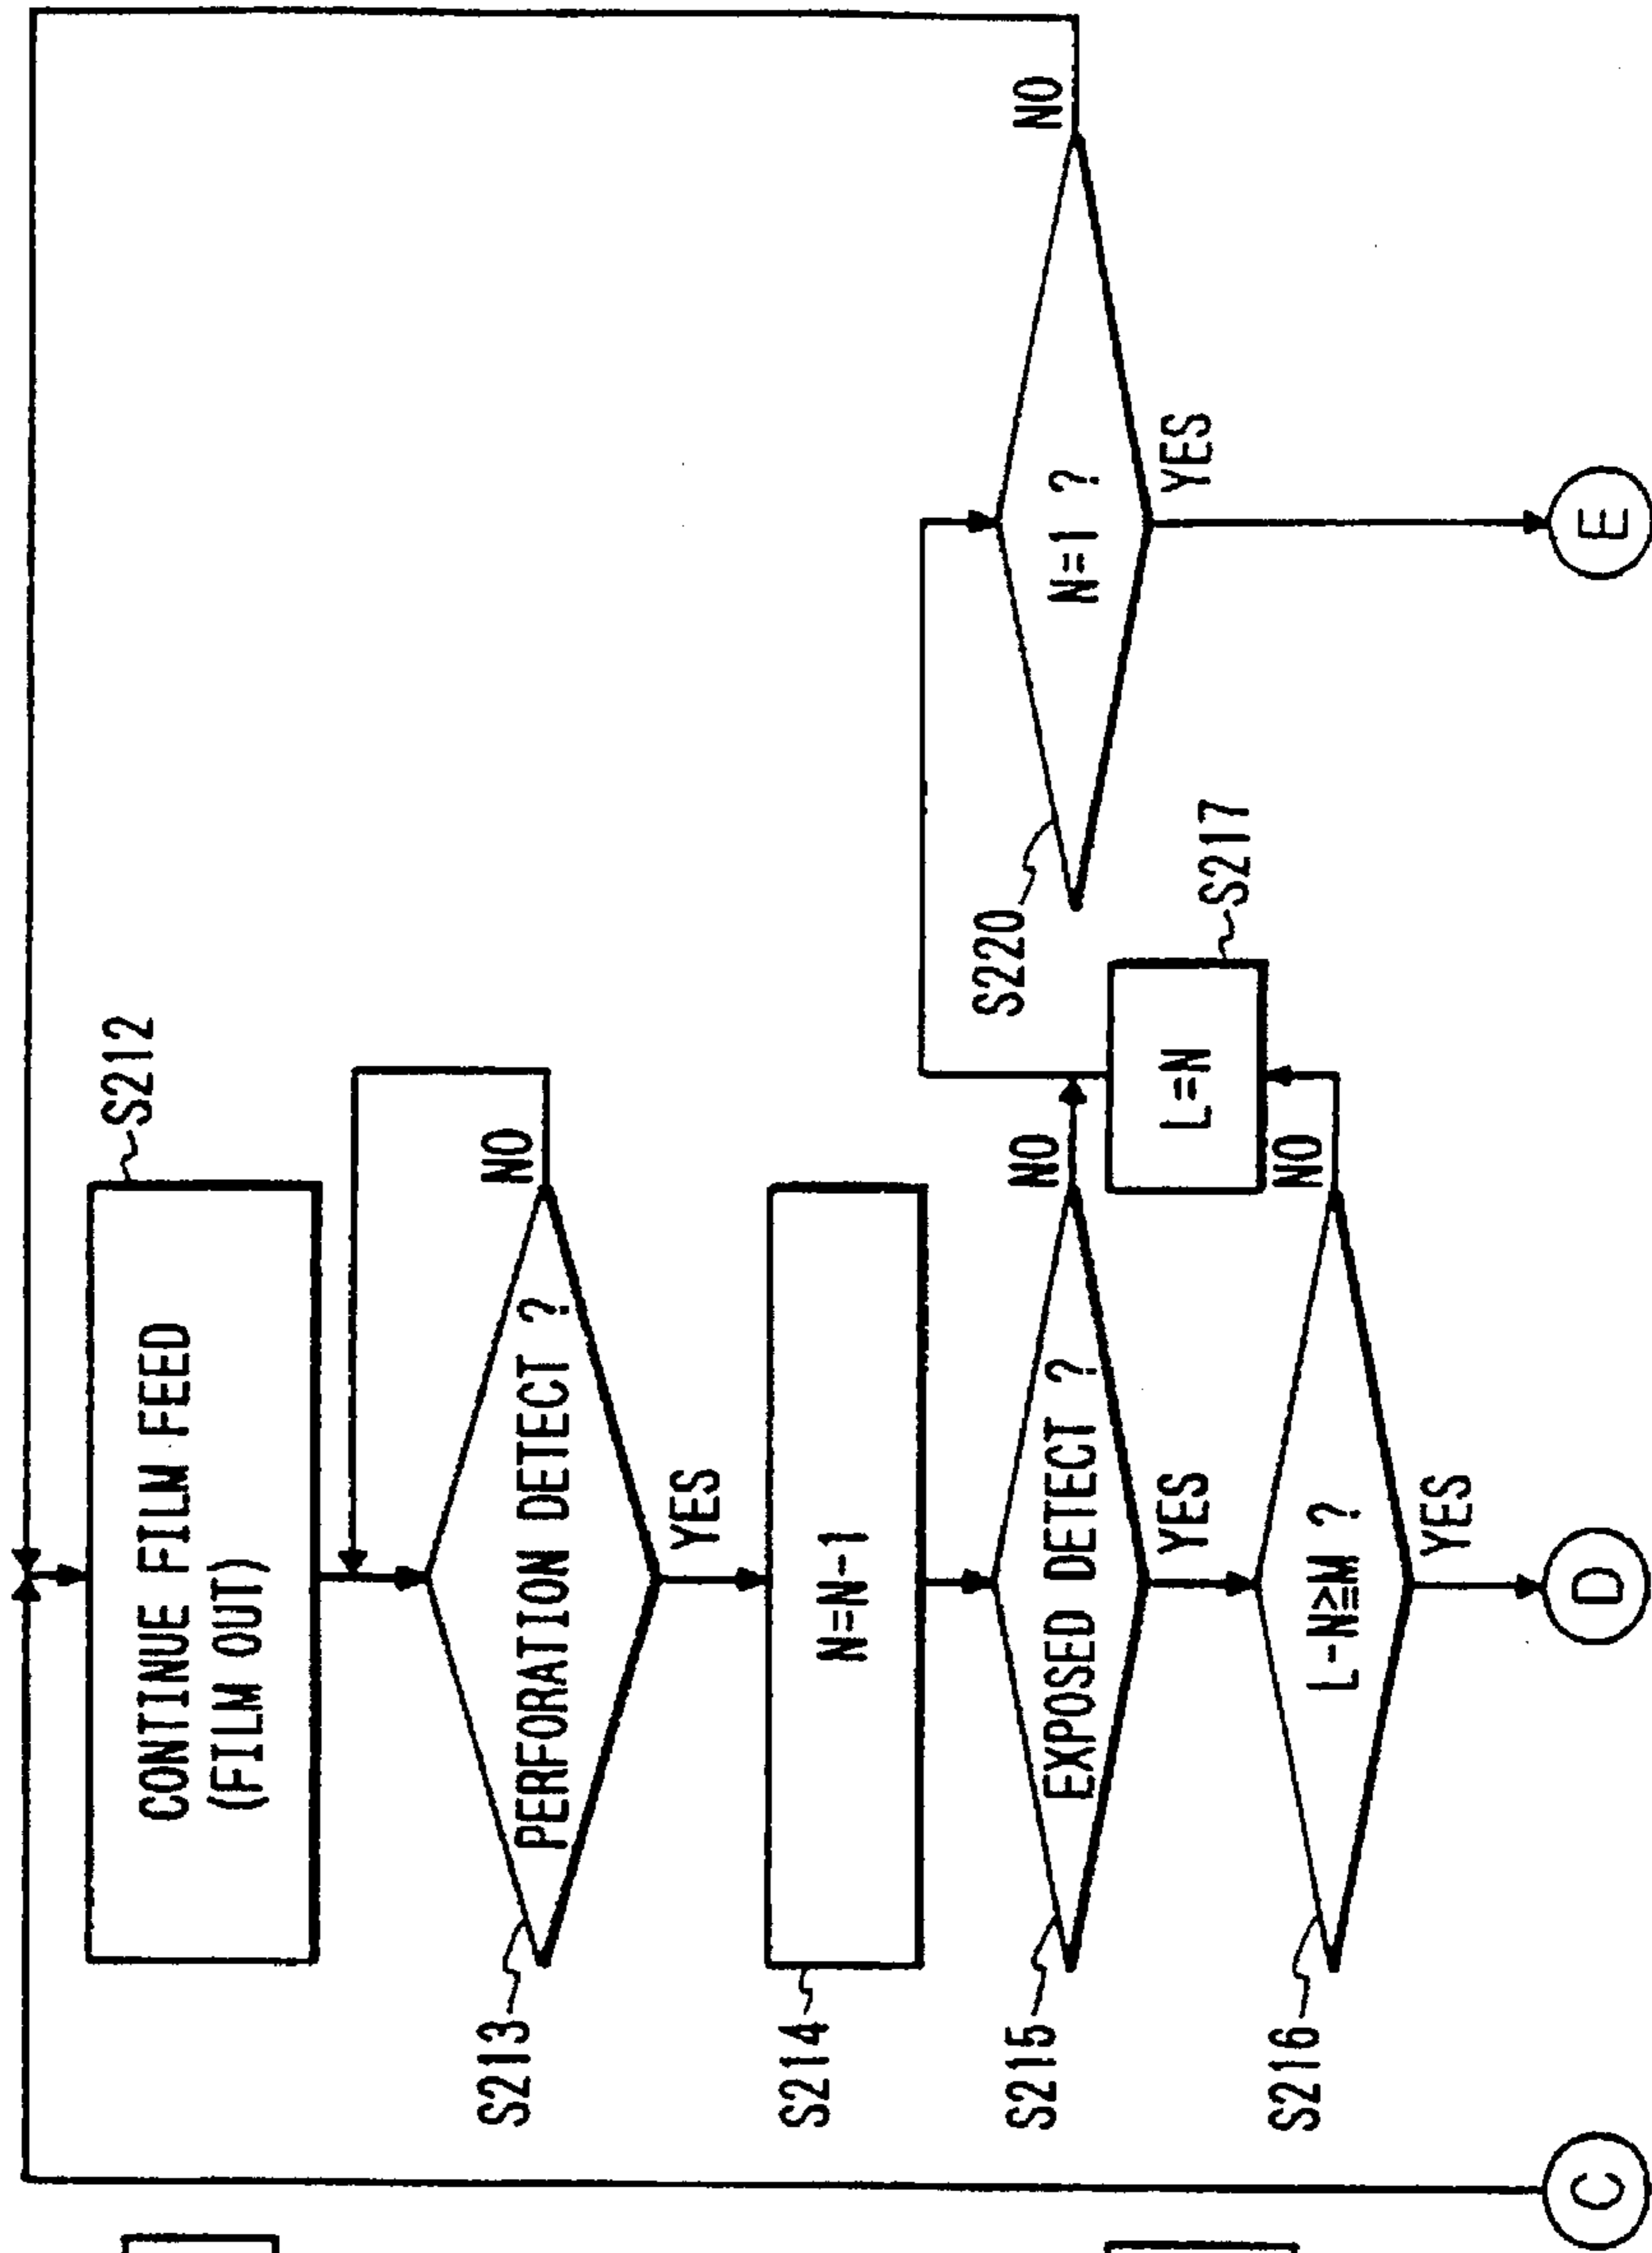 S212
CONTINUE FILM FEED
(FILM OUT)
S213
PERFORATION DETECT ?
NO
YES
S214
N=N-1
S215
EXPOSED DETECT ?
NO
YES
S216
L-N≧M ?
NO
YES
L=N
S217
S220
N=1 ?
NO
YES
C
D
E